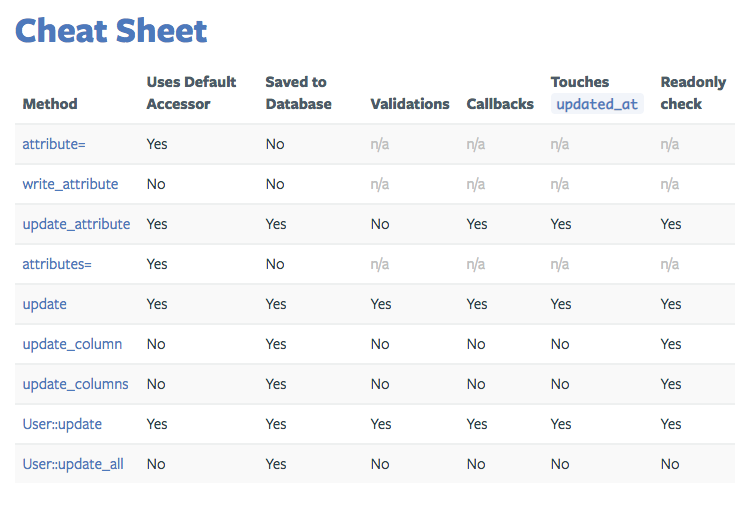 Cheat Sheet
Method Uses Default Accessor Saved to Database Validations Callbacks Touches updated_at Readonly check
attribute= Yes No n/a n/a n/a n/a
write_attribute No No n/a n/a n/a n/a
update_attribute Yes Yes No Yes Yes Yes
attributes= Yes No n/a n/a n/a n/a
update Yes Yes Yes Yes Yes Yes
update_column No Yes No No No Yes
update_columns No Yes No No No Yes
User::update Yes Yes Yes Yes Yes Yes
User::update_all No Yes No No No No